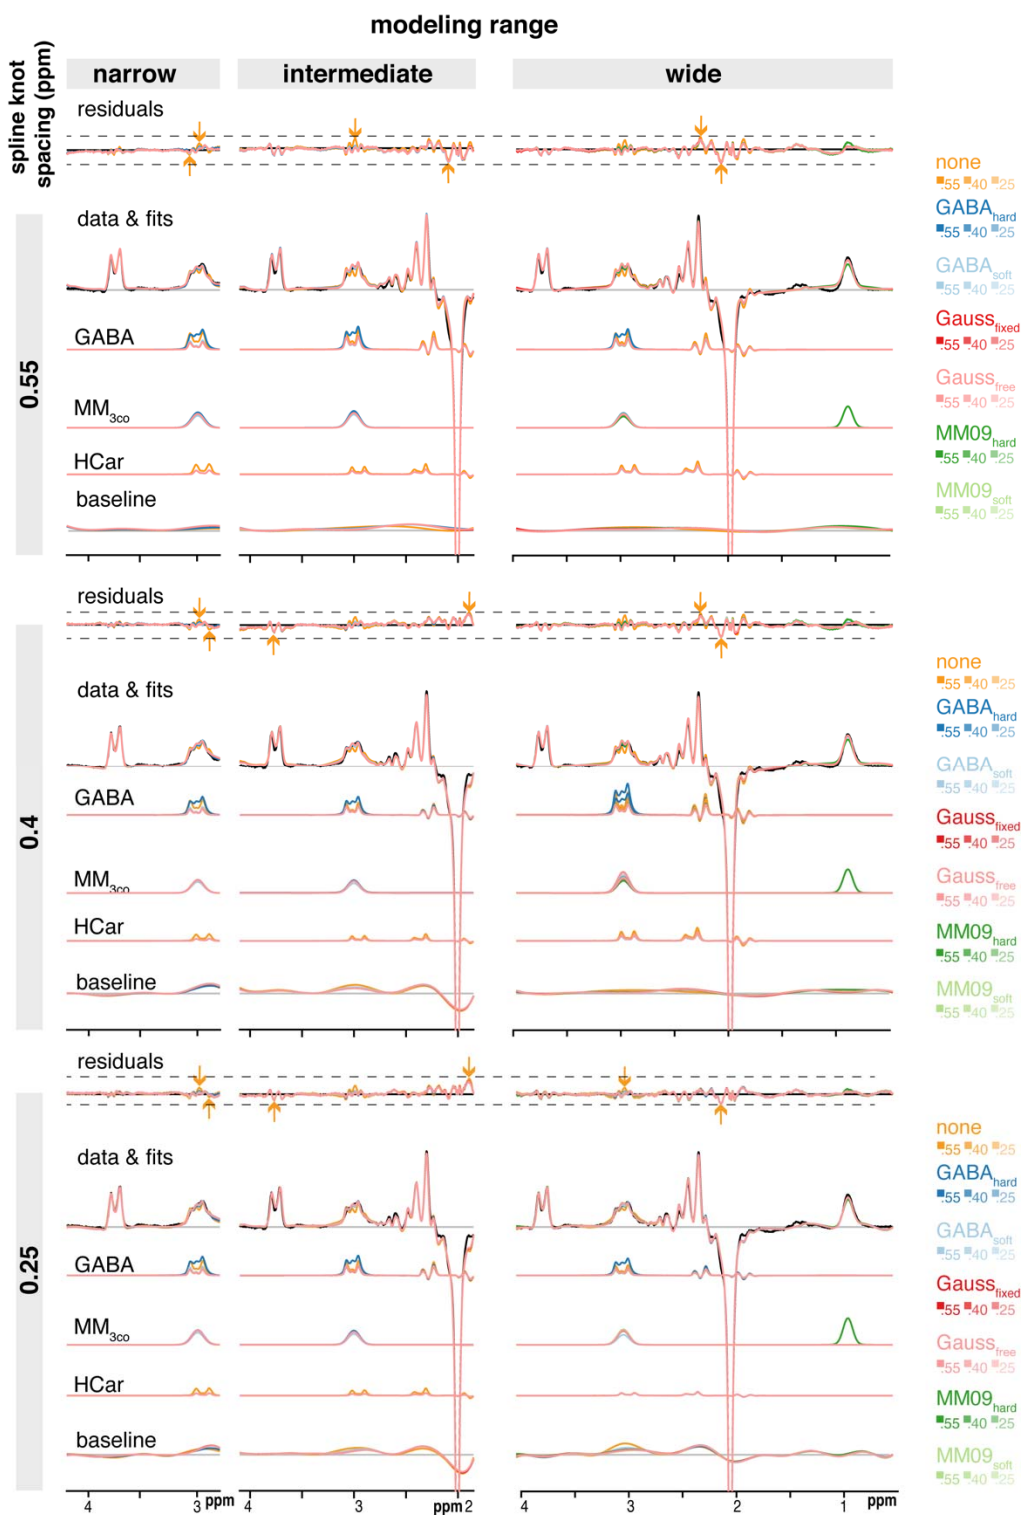 modeling range
spline knot
spacing (ppm)
narrow
intermediate
wide
residuals
data & fits
GABA
MM3co
HCar
baseline
0.55
none
.55 .40 .25
GABAhard
.55 .40 .25
GABAsoft
.55 .40 .25
Gaussfixed
.55 .40 .25
Gaussfree
.55 .40 .25
MM09hard
.55 .40 .25
MM09soft
.55 .40 .25
residuals
data & fits
GABA
MM3co
HCar
baseline
0.4
none
.55 .40 .25
GABAhard
.55 .40 .25
GABAsoft
.55 .40 .25
Gaussfixed
.55 .40 .25
Gaussfree
.55 .40 .25
MM09hard
.55 .40 .25
MM09soft
.55 .40 .25
residuals
data & fits
GABA
MM3co
HCar
baseline
0.25
none
.55 .40 .25
GABAhard
.55 .40 .25
GABAsoft
.55 .40 .25
Gaussfixed
.55 .40 .25
Gaussfree
.55 .40 .25
MM09hard
.55 .40 .25
MM09soft
.55 .40 .25
4 3 ppm 4 3 ppm 2 4 3 2 1 ppm